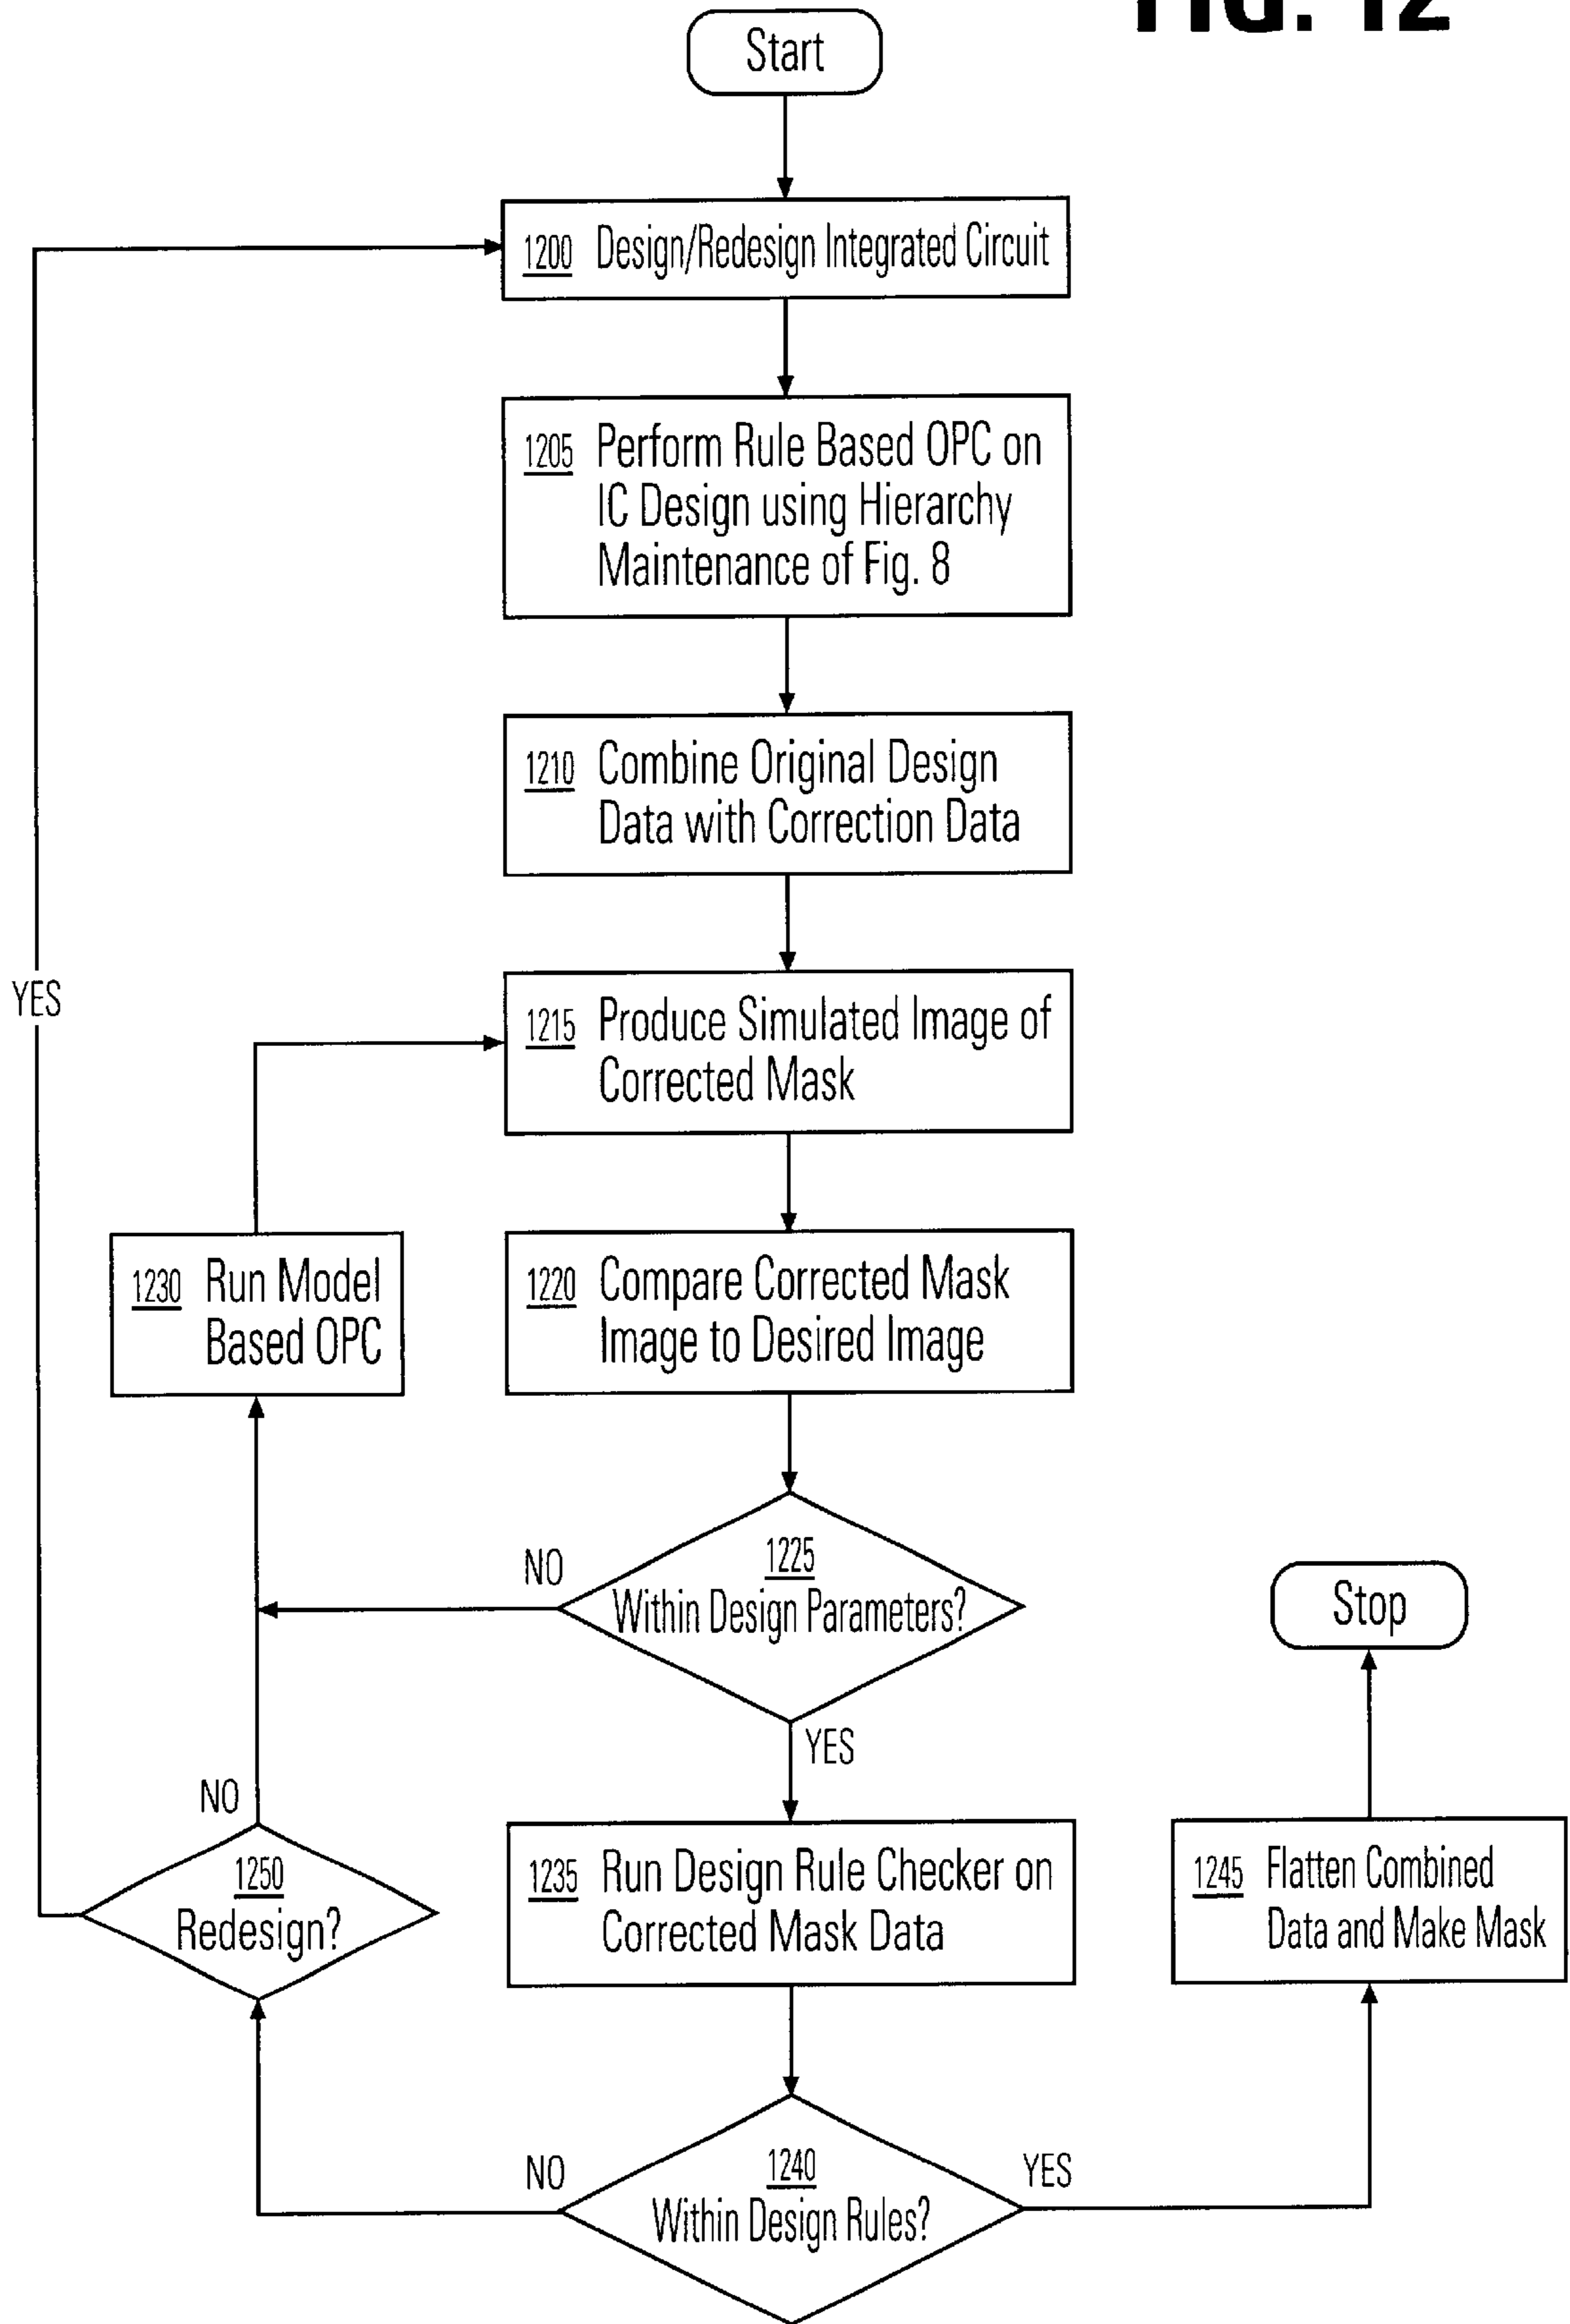 FIG. 12
Start
1200 Design/Redesign Integrated Circuit
1205 Perform Rule Based OPC on
IC Design using Hierarchy
Maintenance of Fig. 8
1210 Combine Original Design
Data with Correction Data
YES
1215 Produce Simulated Image of
Corrected Mask
1230 Run Model
Based OPC
1220 Compare Corrected Mask
Image to Desired Image
NO
1225
Within Design Parameters?
Stop
YES
NO
1250
Redesign?
1235 Run Design Rule Checker on
Corrected Mask Data
1245 Flatten Combined
Data and Make Mask
NO
1240
Within Design Rules?
YES